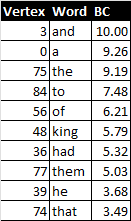 Vertex Word BC
3 and 10.00
0 a 9.26
75 the 9.19
84 to 7.48
56 of 6.21
48 king 5.79
36 had 5.32
77 them 5.03
39 he 3.68
74 that 3.49